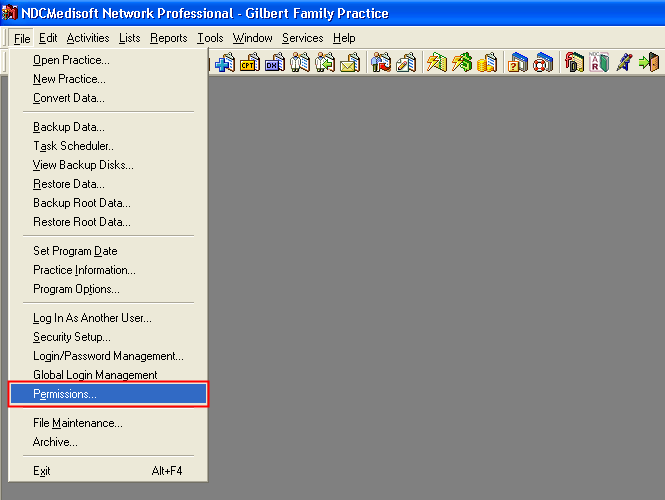 NDCMedisoft Network Professional - Gilbert Family Practice
File Edit Activities Lists Reports Tools Window Services Help
Open Practice...
New Practice...
Convert Data...
CPT DX
NDC
A
R
Backup Data...
Task Scheduler..
View Backup Disks...
Restore Data...
Backup Root Data...
Restore Root Data...
Set Program Date
Practice Information...
Program Options...
Log In As Another User...
Security Setup...
Login/Password Management...
Global Login Management
Permissions...
File Maintenance...
Archive...
Exit Alt+F4